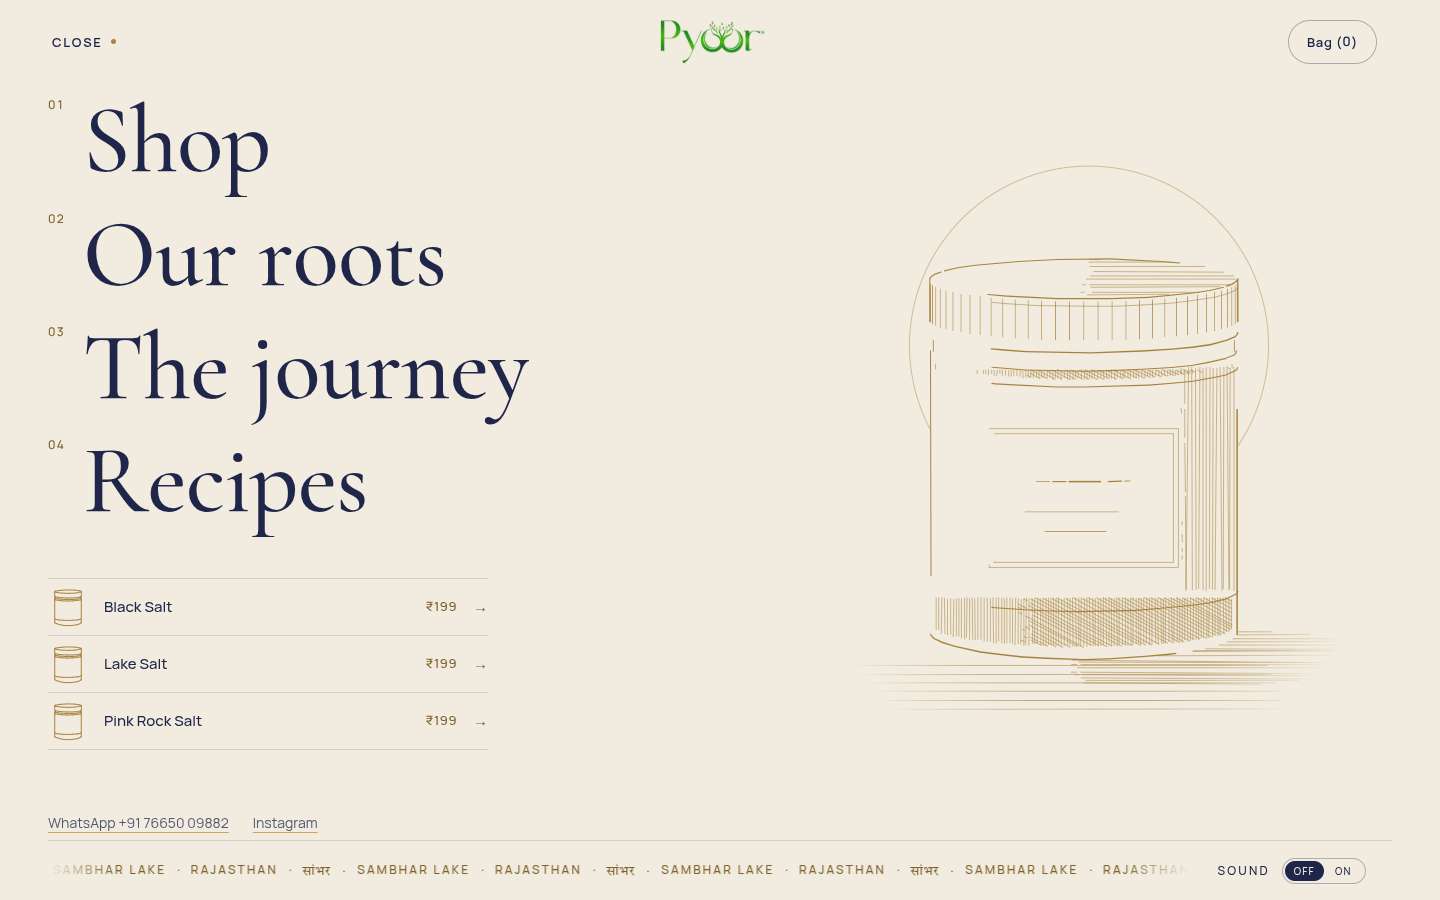 CLOSE
Pyoor
Bag (0)
01
Shop
02
Our roots
03
The journey
04
Recipes
Black Salt ₹199 →
Lake Salt ₹199 →
Pink Rock Salt ₹199 →
WhatsApp +91 76650 09882 Instagram
SAMBHAR LAKE · RAJASTHAN · सांभर · SAMBHAR LAKE · RAJASTHAN · सांभर · SAMBHAR LAKE · RAJASTHAN · सांभर · SAMBHAR LAKE · RAJASTHAN
SOUND OFF ON